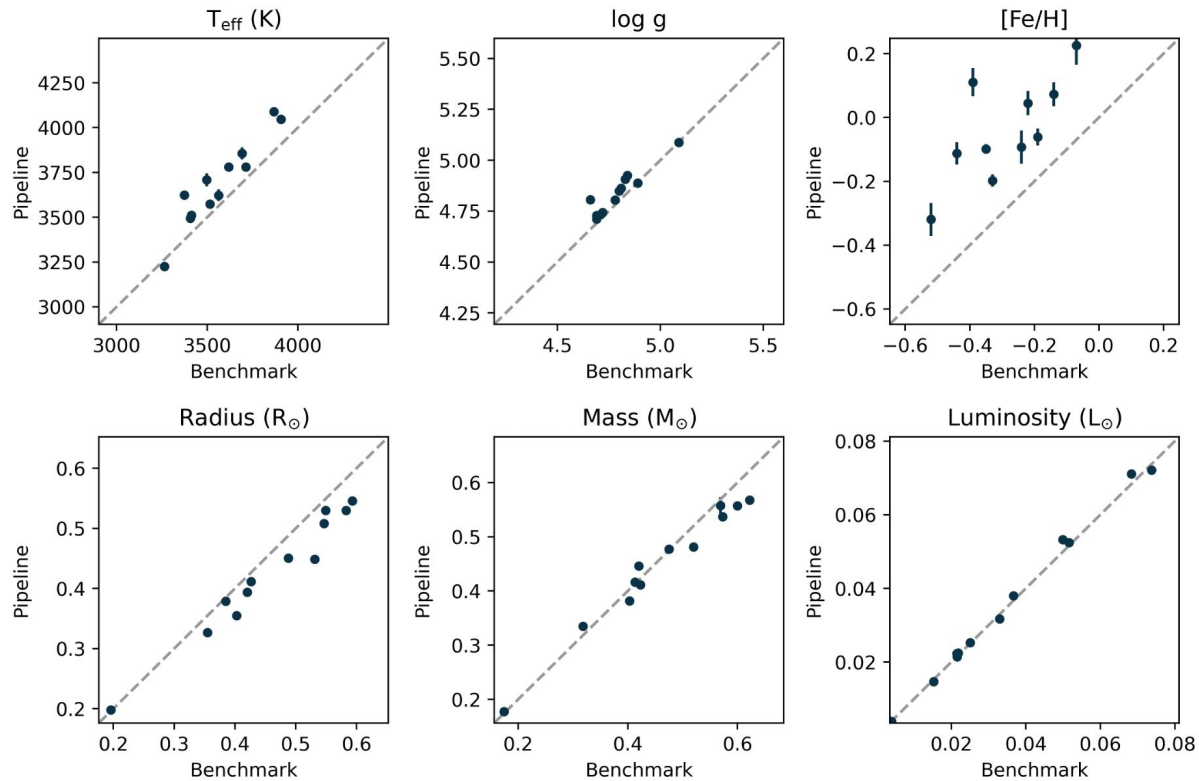 T_eff (K)
Pipeline
4250
4000
3750
3500
3250
3000
3000 3500 4000
Benchmark
log g
Pipeline
5.50
5.25
5.00
4.75
4.50
4.25
4.5 5.0 5.5
Benchmark
[Fe/H]
Pipeline
0.2
0.0
−0.2
−0.4
−0.6
−0.6 −0.4 −0.2 0.0 0.2
Benchmark
Radius (R☉)
Pipeline
0.6
0.5
0.4
0.3
0.2
0.2 0.3 0.4 0.5 0.6
Benchmark
Mass (M☉)
Pipeline
0.6
0.5
0.4
0.3
0.2
0.2 0.4 0.6
Benchmark
Luminosity (L☉)
Pipeline
0.08
0.06
0.04
0.02
0.02 0.04 0.06 0.08
Benchmark